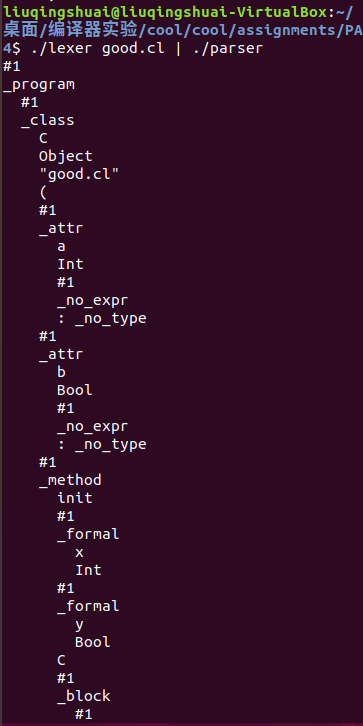 liuqingshuai@liuqingshuai-VirtualBox:~/
桌面/编译器实验/cool/cool/assignments/PA
4$ ./lexer good.cl | ./parser
#1
_program
  #1
  _class
    C
    Object
    "good.cl"
    (
    #1
    _attr
      a
      Int
      #1
      _no_expr
      : _no_type
    #1
    _attr
      b
      Bool
      #1
      _no_expr
      : _no_type
    #1
    _method
      init
      #1
      _formal
        x
        Int
      #1
      _formal
        y
        Bool
      C
      #1
      _block
        #1